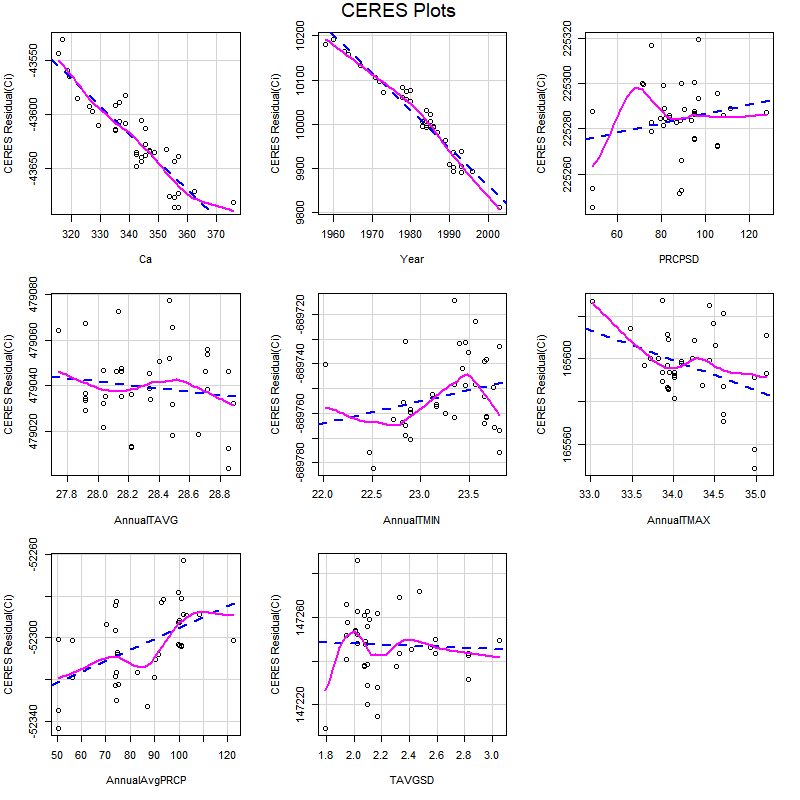 CERES Plots
CERES Residual(Ci)
-43650 -43600 -43550
320 330 340 350 360 370
Ca
CERES Residual(Ci)
9800 9900 10000 10100 10200
1960 1970 1980 1990 2000
Year
CERES Residual(Ci)
225260 225280 225300 225320
60 80 100 120
PRCPSD
CERES Residual(Ci)
479020 479040 479060 479080
27.8 28.0 28.2 28.4 28.6 28.8
AnnualTAVG
CERES Residual(Ci)
-689780 -689760 -689740 -689720
22.0 22.5 23.0 23.5
AnnualTMIN
CERES Residual(Ci)
165560 165600
33.0 33.5 34.0 34.5 35.0
AnnualTMAX
CERES Residual(Ci)
-52340 -52300 -52260
50 60 70 80 90 100 120
AnnualAvgPRCP
CERES Residual(Ci)
147220 147260
1.8 2.0 2.2 2.4 2.6 2.8 3.0
TAVGSD